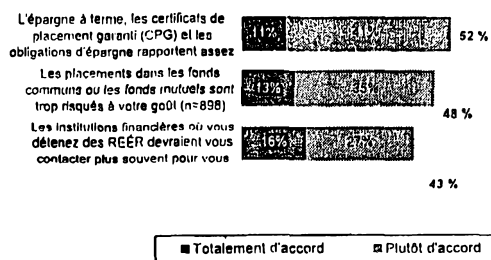 L'épargne à terme, les certificats de
placement garanti (CPG) et les
obligations d'épargne rapportent assez
11% 41% 52 %
Les placements dans les fonds
communs ou les fonds mutuels sont
trop risqués à votre goût (n=898)
13% 35% 48 %
Les institutions financières où vous
détenez des REÉR devraient vous
contacter plus souvent pour vous
16% 27% 43 %
Totalement d'accord Plutôt d'accord